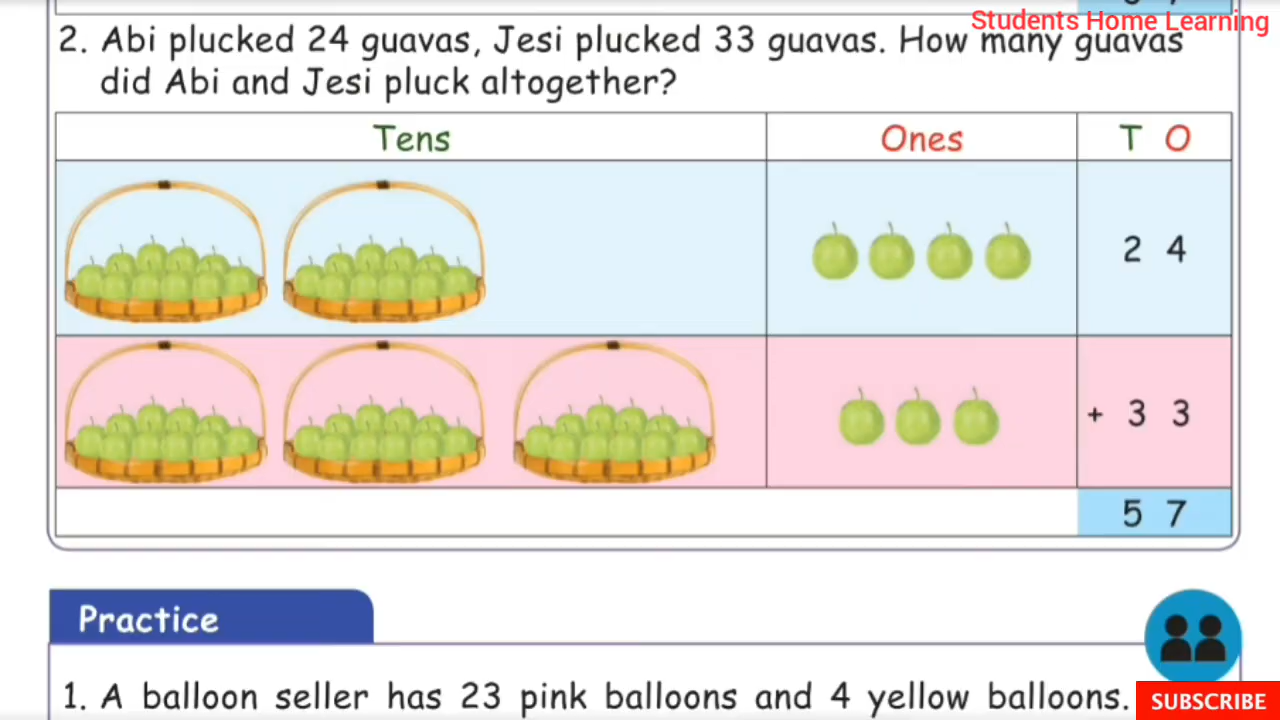 Students Home Learning
2. Abi plucked 24 guavas, Jesi plucked 33 guavas. How many guavas
did Abi and Jesi pluck altogether?
Tens Ones T O
2 4
+ 3 3
5 7
Practice
1. A balloon seller has 23 pink balloons and 4 yellow balloons.
SUBSCRIBE